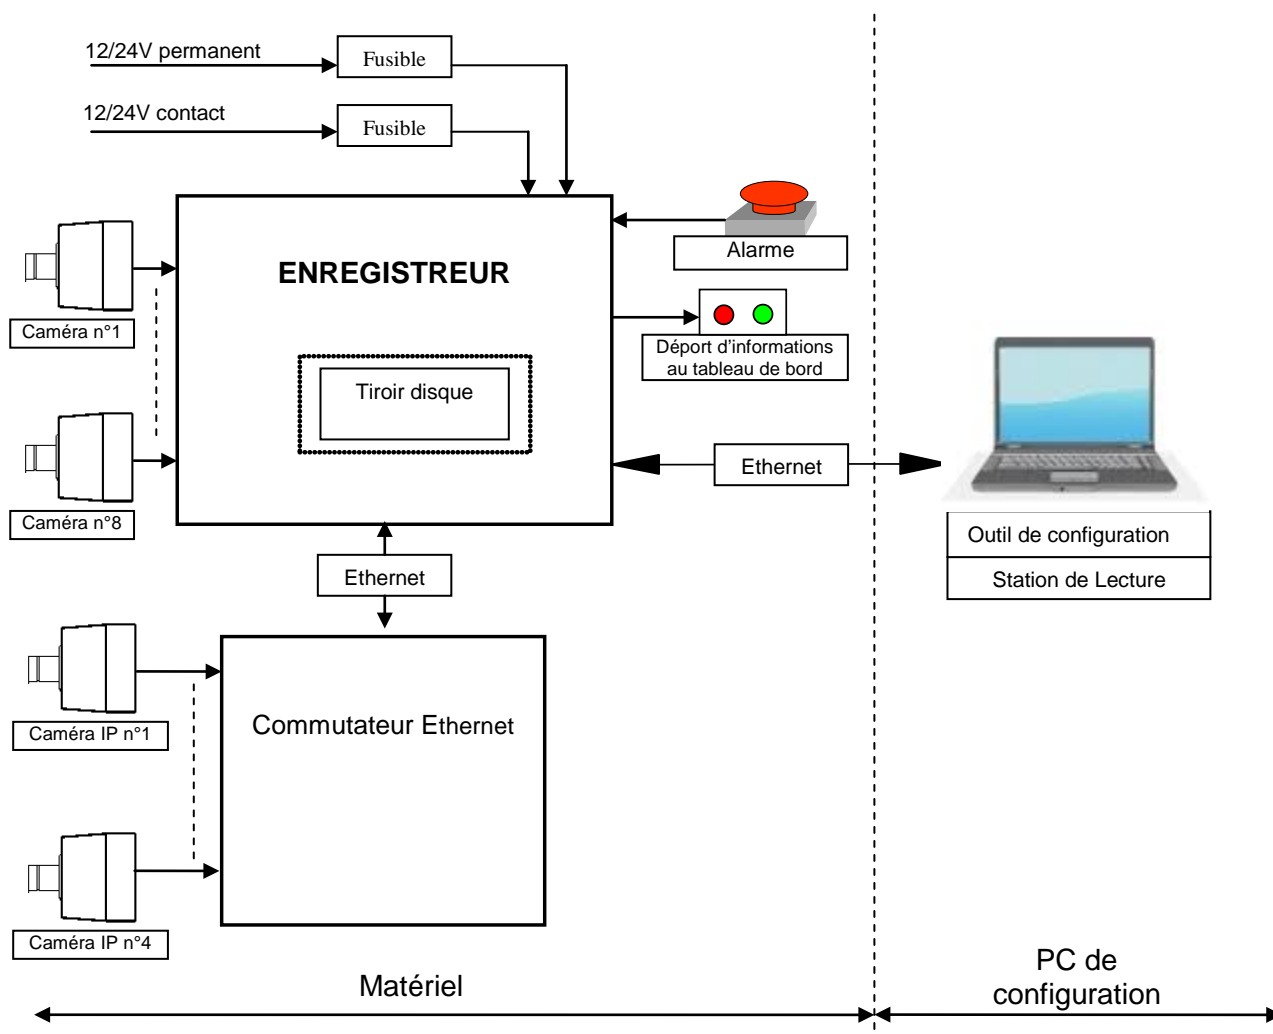 12/24V permanent
Fusible
12/24V contact
Fusible
ENREGISTREUR
Alarme
Caméra n°1
Déport d'informations
au tableau de bord
Tiroir disque
Ethernet
Caméra n°8
Outil de configuration
Ethernet
Station de Lecture
Commutateur Ethernet
Caméra IP n°1
Caméra IP n°4
Matériel
PC de
configuration